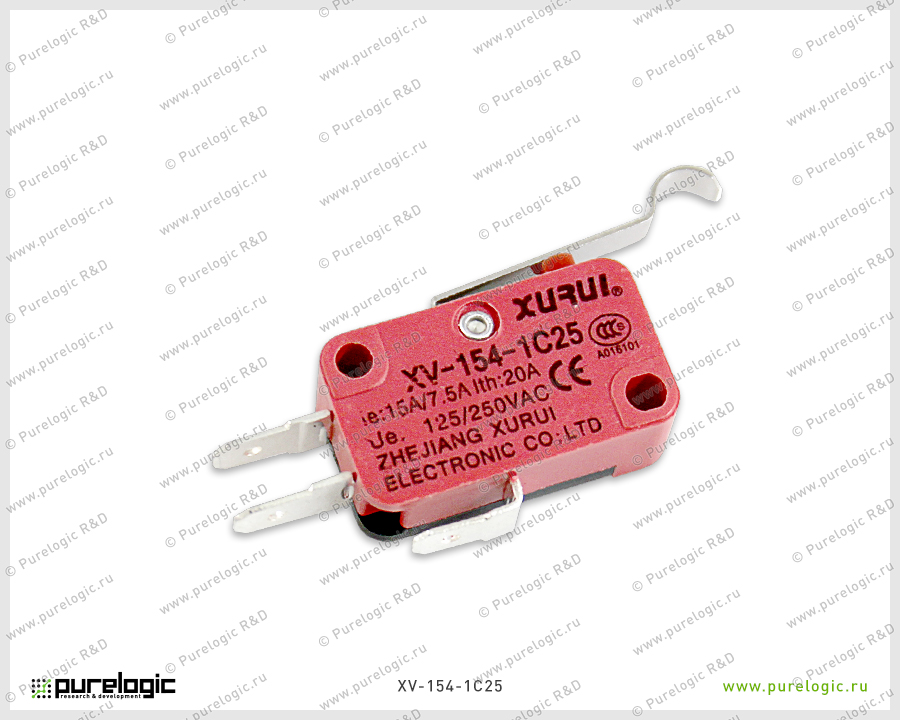 XURUI®
XV-154-1C25
CCC S
A016101
Ie:15A/7.5A Ith:20A
CE
Ue: 125/250VAC
ZHEJIANG XURUI
ELECTRONIC CO.,LTD
© Purelogic R&D
www.purelogic.ru
purelogic
research & development
XV-154-1C25
www.purelogic.ru